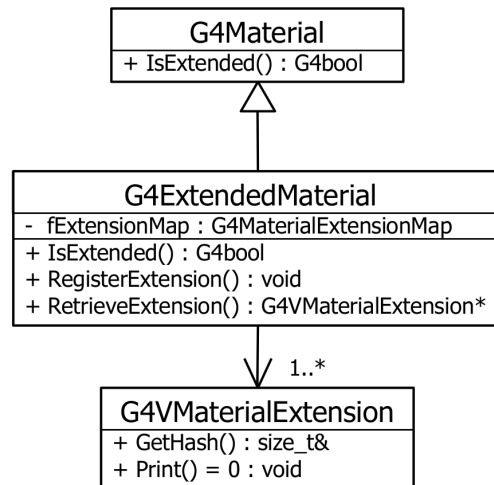 G4Material
+ IsExtended() : G4bool
G4ExtendedMaterial
- fExtensionMap : G4MaterialExtensionMap
+ IsExtended() : G4bool
+ RegisterExtension() : void
+ RetrieveExtension() : G4VMaterialExtension*
1..*
G4VMaterialExtension
+ GetHash() : size_t&
+ Print() = 0 : void